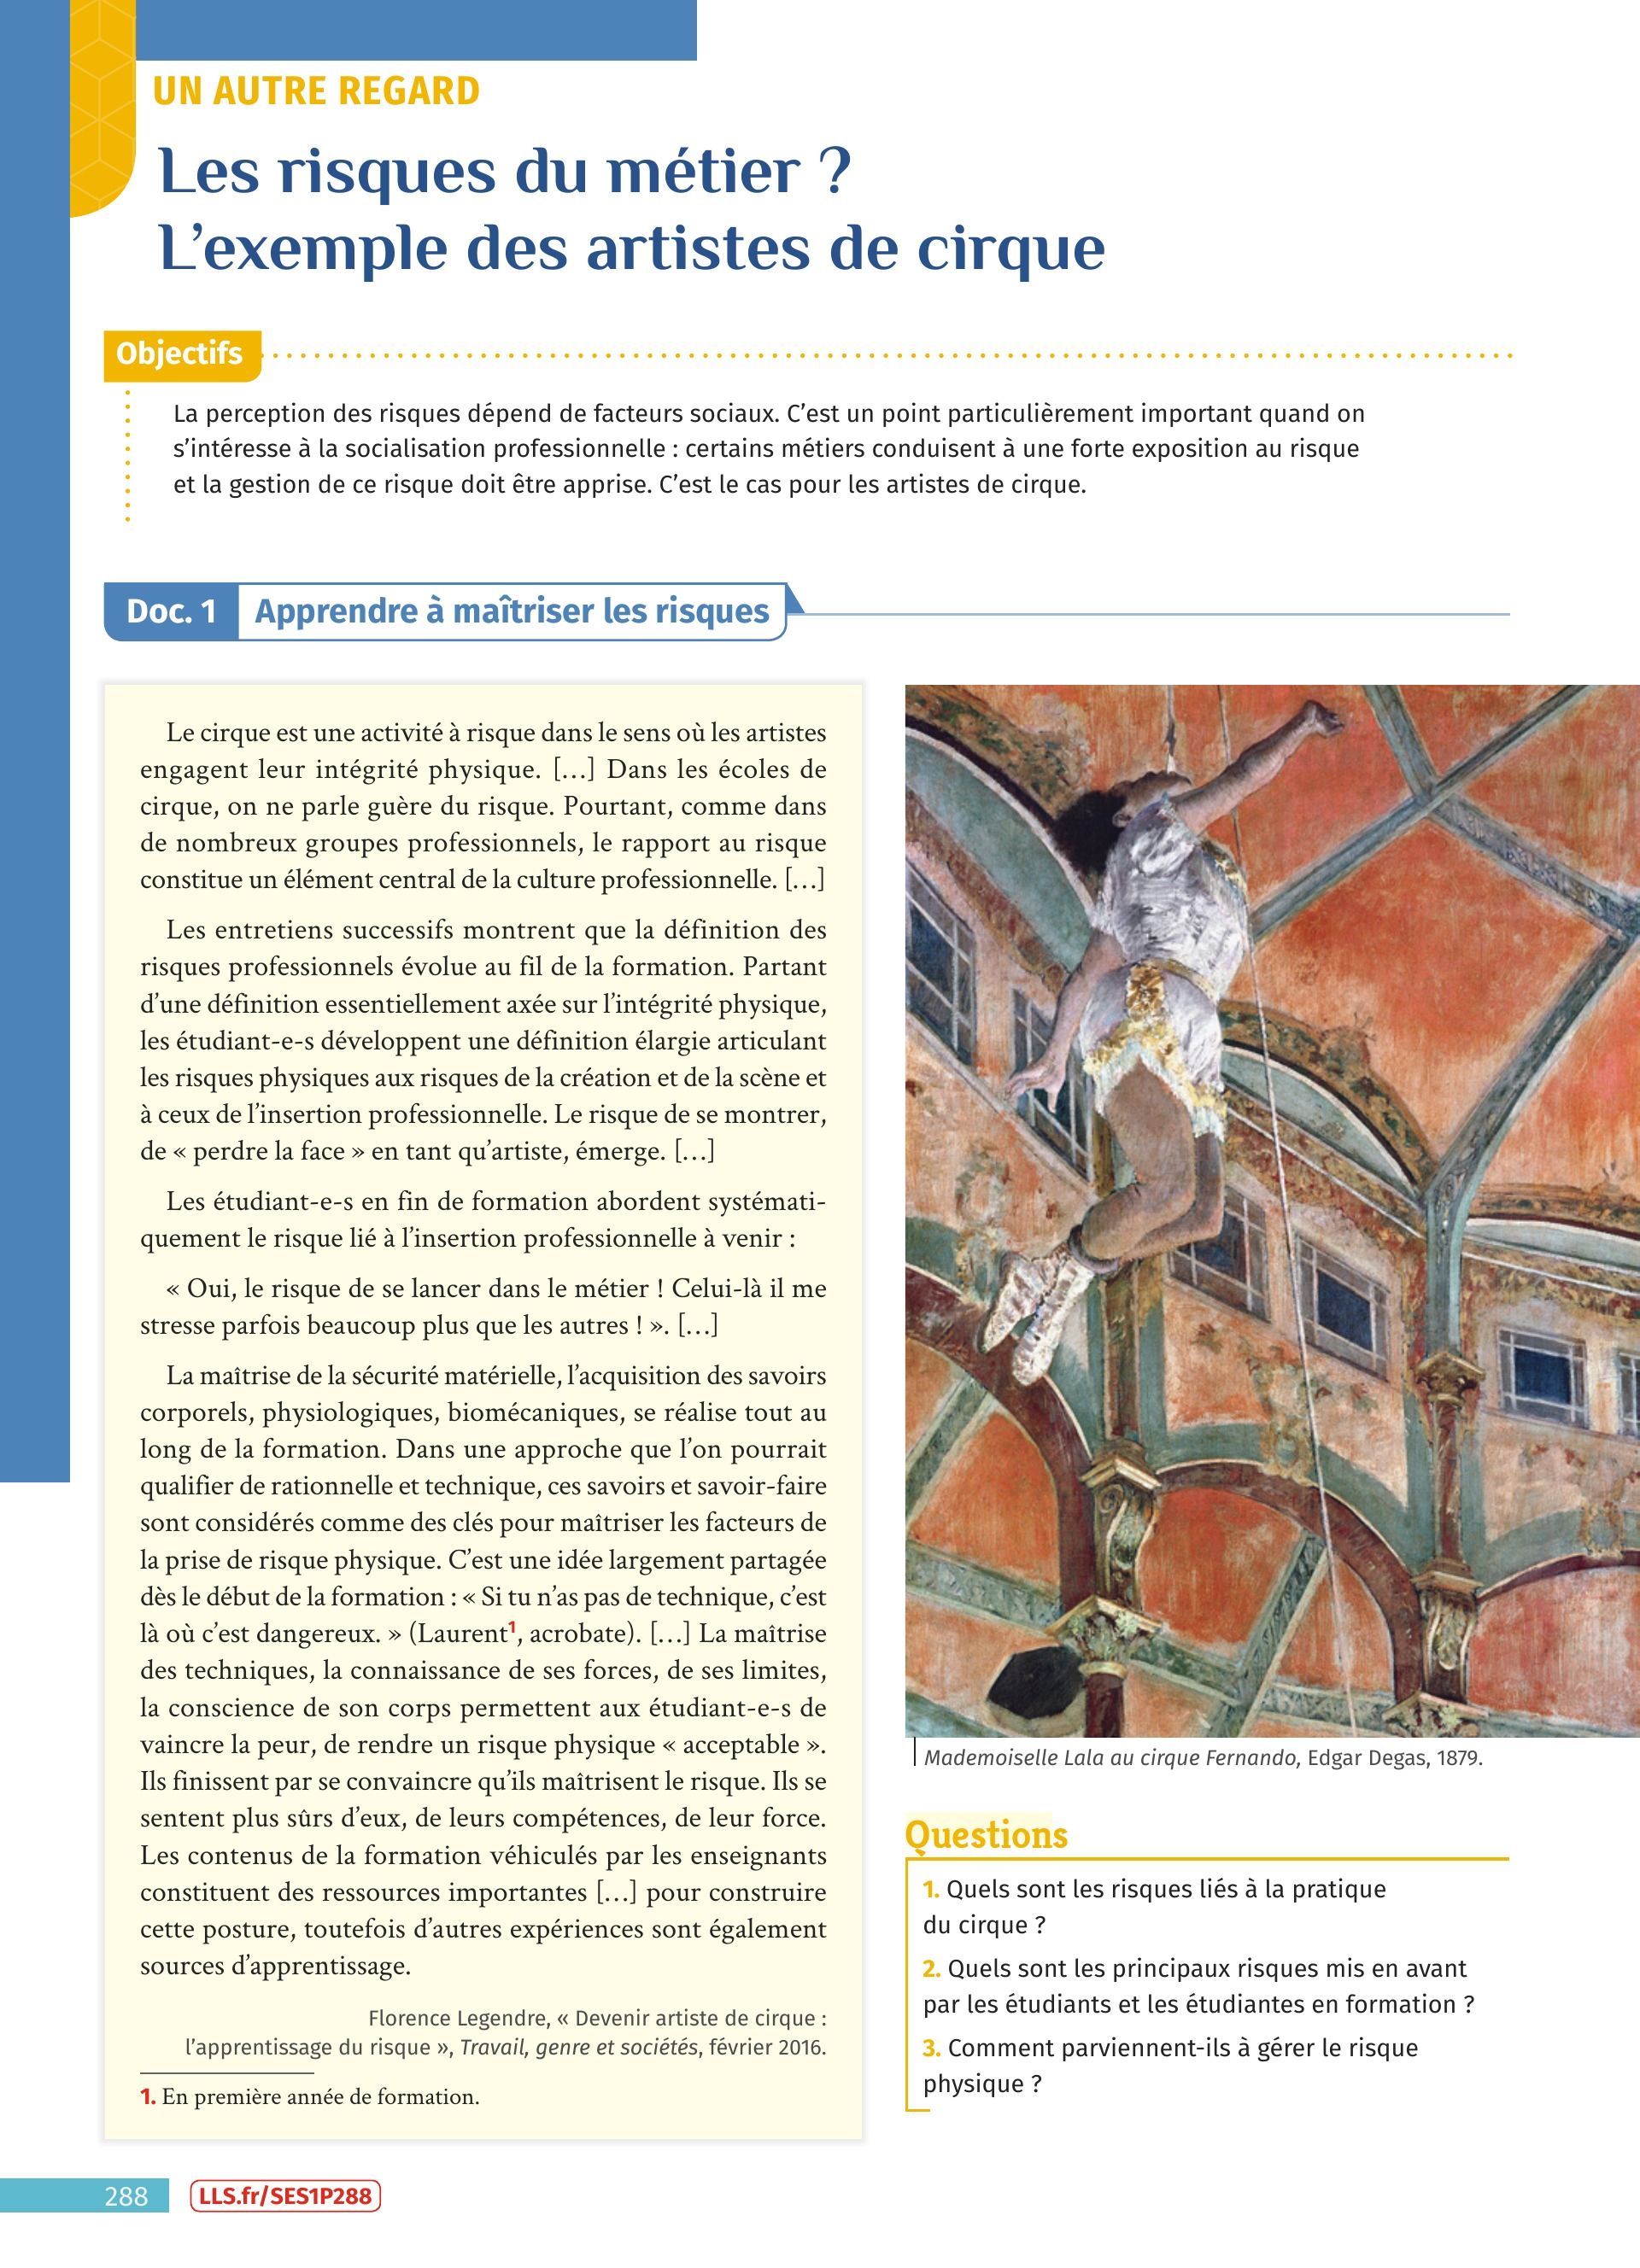 UN AUTRE REGARD
Les risques du métier ?
L'exemple des artistes de cirque
Objectifs
La perception des risques dépend de facteurs sociaux. C'est un point particulièrement important quand on
s'intéresse à la socialisation professionnelle : certains métiers conduisent à une forte exposition au risque
et la gestion de ce risque doit être apprise. C'est le cas pour les artistes de cirque.
Doc. 1 Apprendre à maîtriser les risques
Le cirque est une activité à risque dans le sens où les artistes
engagent leur intégrité physique. […] Dans les écoles de
cirque, on ne parle guère du risque. Pourtant, comme dans
de nombreux groupes professionnels, le rapport au risque
constitue un élément central de la culture professionnelle. […]
Les entretiens successifs montrent que la définition des
risques professionnels évolue au fil de la formation. Partant
d'une définition essentiellement axée sur l'intégrité physique,
les étudiant-e-s développent une définition élargie articulant
les risques physiques aux risques de la création et de la scène et
à ceux de l'insertion professionnelle. Le risque de se montrer,
de « perdre la face » en tant qu'artiste, émerge. […]
Les étudiant-e-s en fin de formation abordent systémati-
quement le risque lié à l'insertion professionnelle à venir :
« Oui, le risque de se lancer dans le métier ! Celui-là il me
stresse parfois beaucoup plus que les autres ! ». […]
La maîtrise de la sécurité matérielle, l'acquisition des savoirs
corporels, physiologiques, biomécaniques, se réalise tout au
long de la formation. Dans une approche que l'on pourrait
qualifier de rationnelle et technique, ces savoirs et savoir-faire
sont considérés comme des clés pour maîtriser les facteurs de
la prise de risque physique. C'est une idée largement partagée
dès le début de la formation : « Si tu n'as pas de technique, c'est
là où c'est dangereux. » (Laurent1, acrobate). […] La maîtrise
des techniques, la connaissance de ses forces, de ses limites,
la conscience de son corps permettent aux étudiant-e-s de
vaincre la peur, de rendre un risque physique « acceptable ».
Ils finissent par se convaincre qu'ils maîtrisent le risque. Ils se
sentent plus sûrs d'eux, de leurs compétences, de leur force.
Les contenus de la formation véhiculés par les enseignants
constituent des ressources importantes […] pour construire
cette posture, toutefois d'autres expériences sont également
sources d'apprentissage.
Florence Legendre, « Devenir artiste de cirque :
l'apprentissage du risque », Travail, genre et sociétés, février 2016.
1. En première année de formation.
Mademoiselle Lala au cirque Fernando, Edgar Degas, 1879.
Questions
1. Quels sont les risques liés à la pratique
du cirque ?
2. Quels sont les principaux risques mis en avant
par les étudiants et les étudiantes en formation ?
3. Comment parviennent-ils à gérer le risque
physique ?
288
LLS.fr/SES1P288